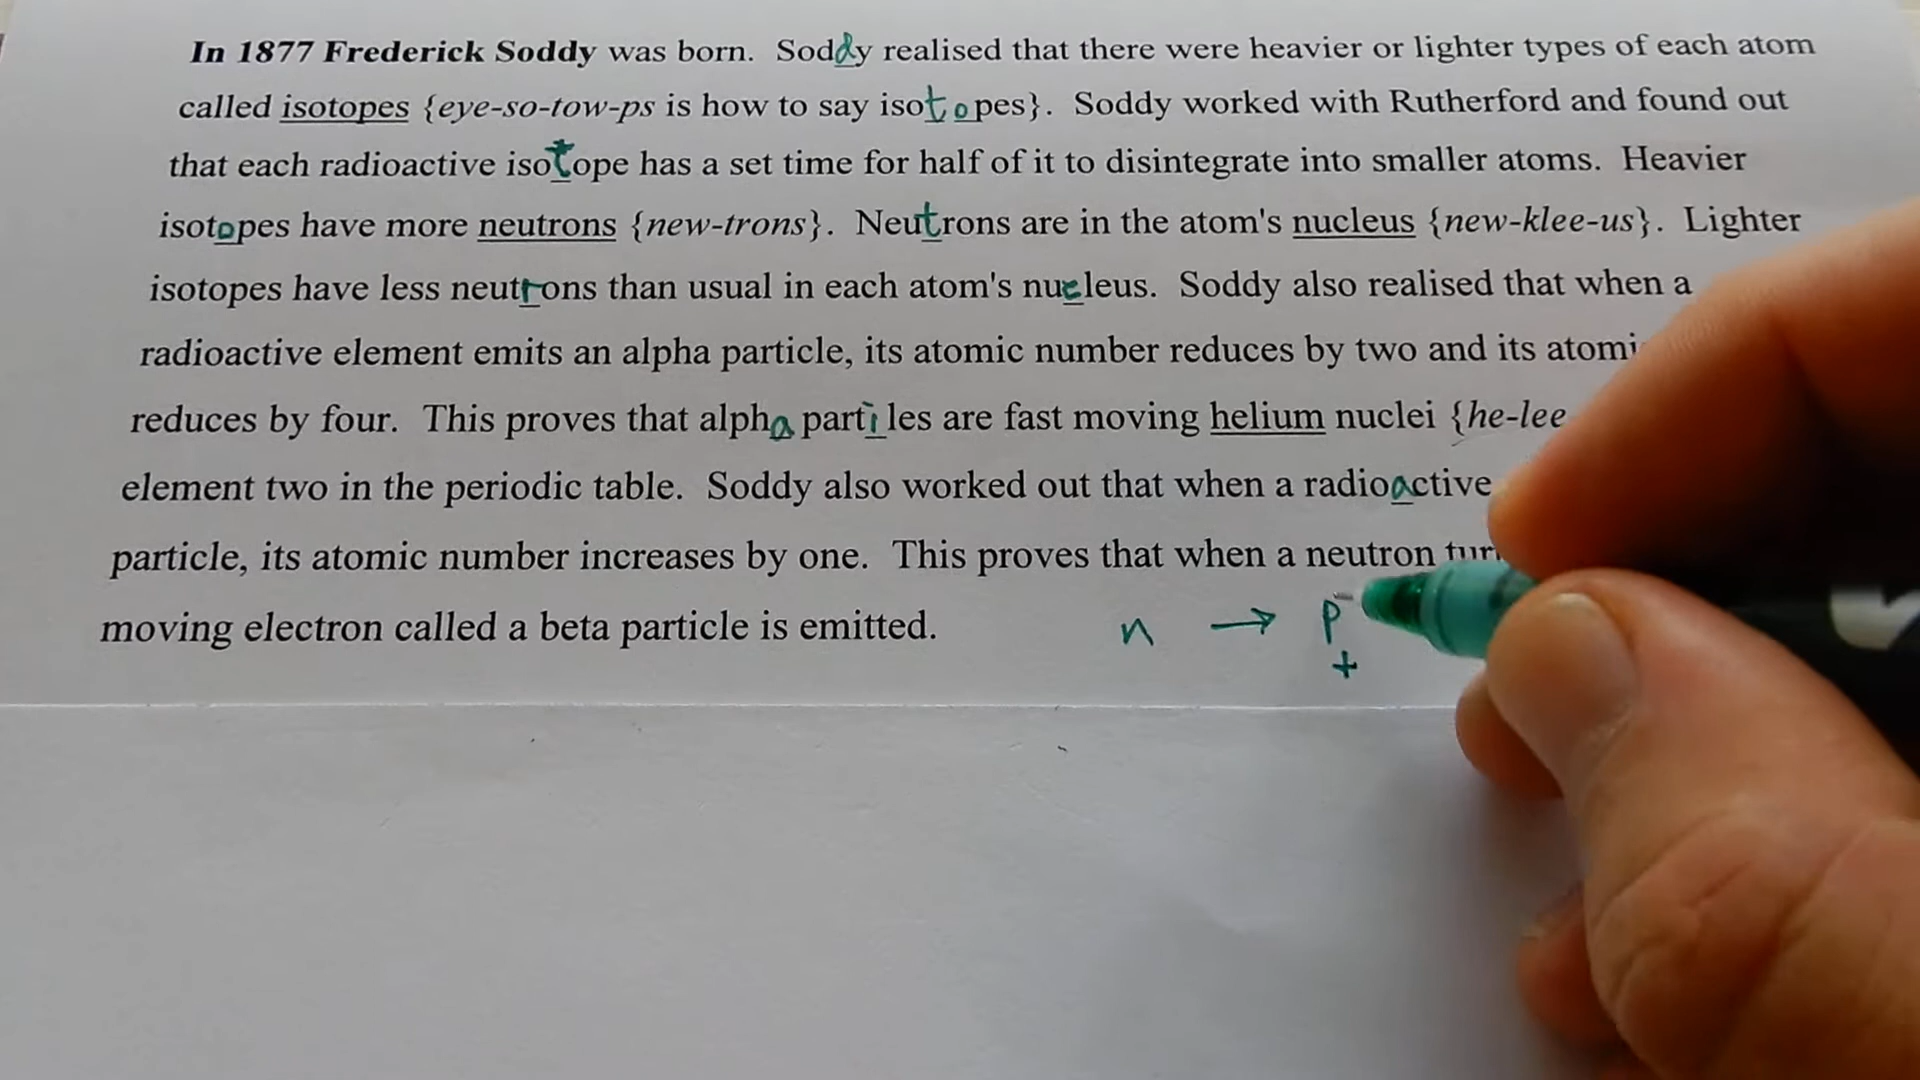 In 1877 Frederick Soddy was born. Soddy realised that there were heavier or lighter types of each atom
called isotopes {eye-so-tow-ps is how to say isotopes}. Soddy worked with Rutherford and found out
that each radioactive isotope has a set time for half of it to disintegrate into smaller atoms. Heavier
isotopes have more neutrons {new-trons}. Neutrons are in the atom's nucleus {new-klee-us}. Lighter
isotopes have less neutrons than usual in each atom's nucleus. Soddy also realised that when a
radioactive element emits an alpha particle, its atomic number reduces by two and its
reduces by four. This proves that alpha parti les are fast moving helium nuclei {he-lee
element two in the periodic table. Soddy also worked out that when a radioactive
particle, its atomic number increases by one. This proves that when a neutron
moving electron called a beta particle is emitted.
n → p
+